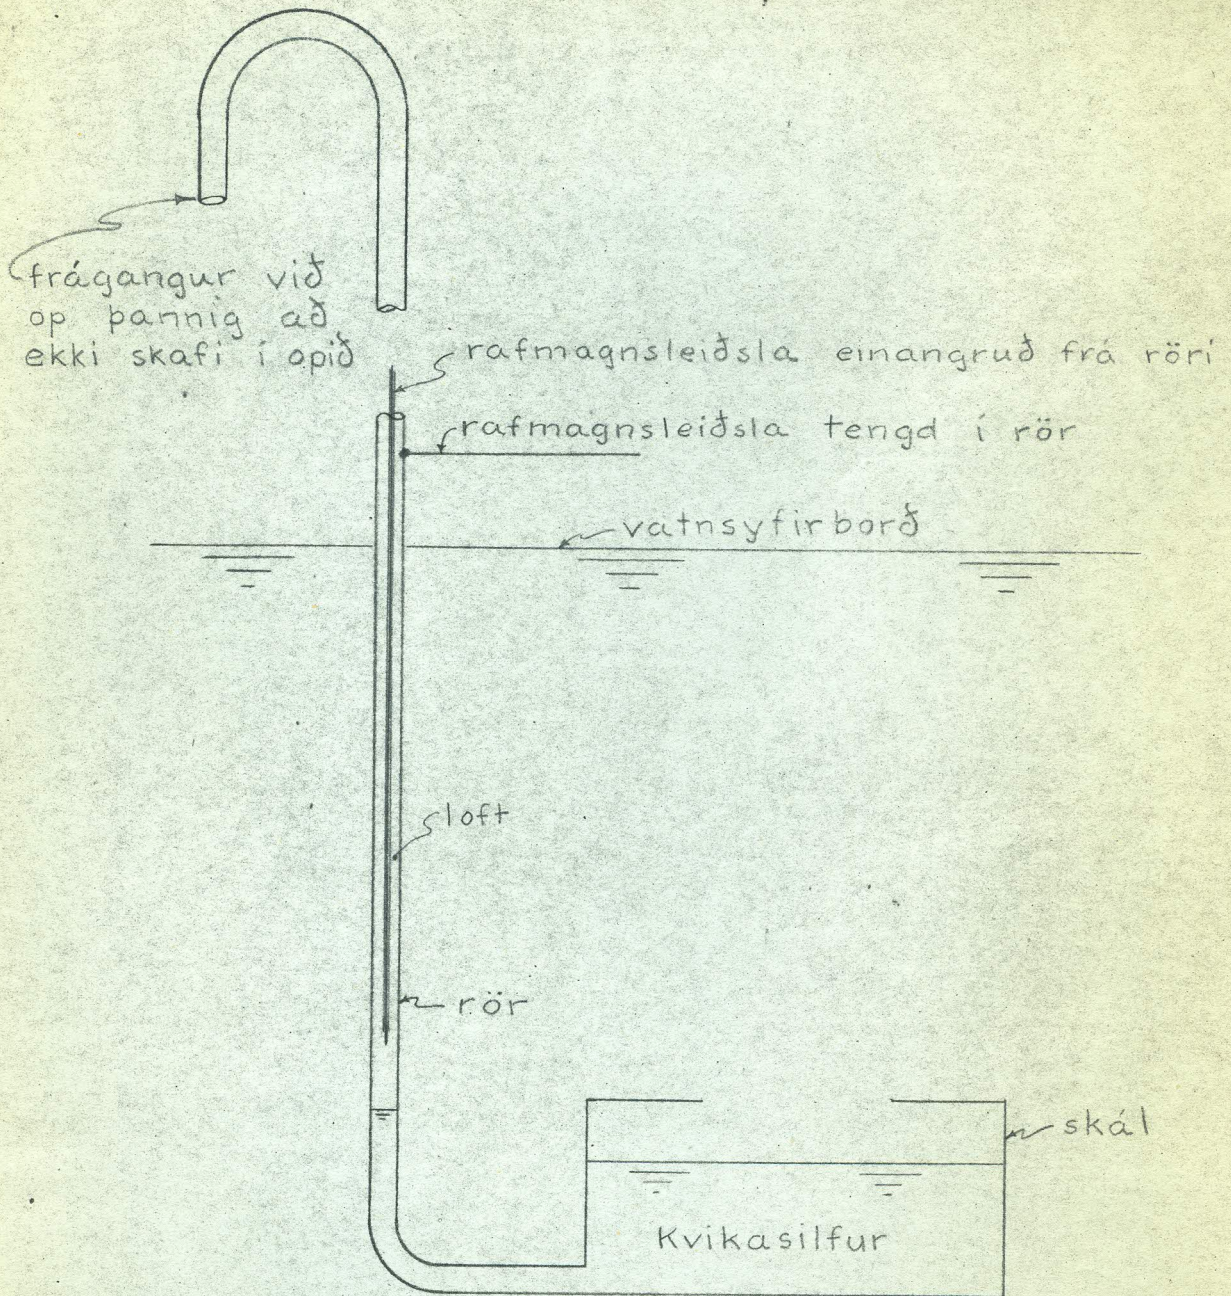 frágangur við
op þannig að
ekki skafi í opið
rafmagnsleiðsla einangruð frá röri
rafmagnsleiðsla tengd í rör
vatnsyfirborð
loft
rör
skál
Kvikasilfur